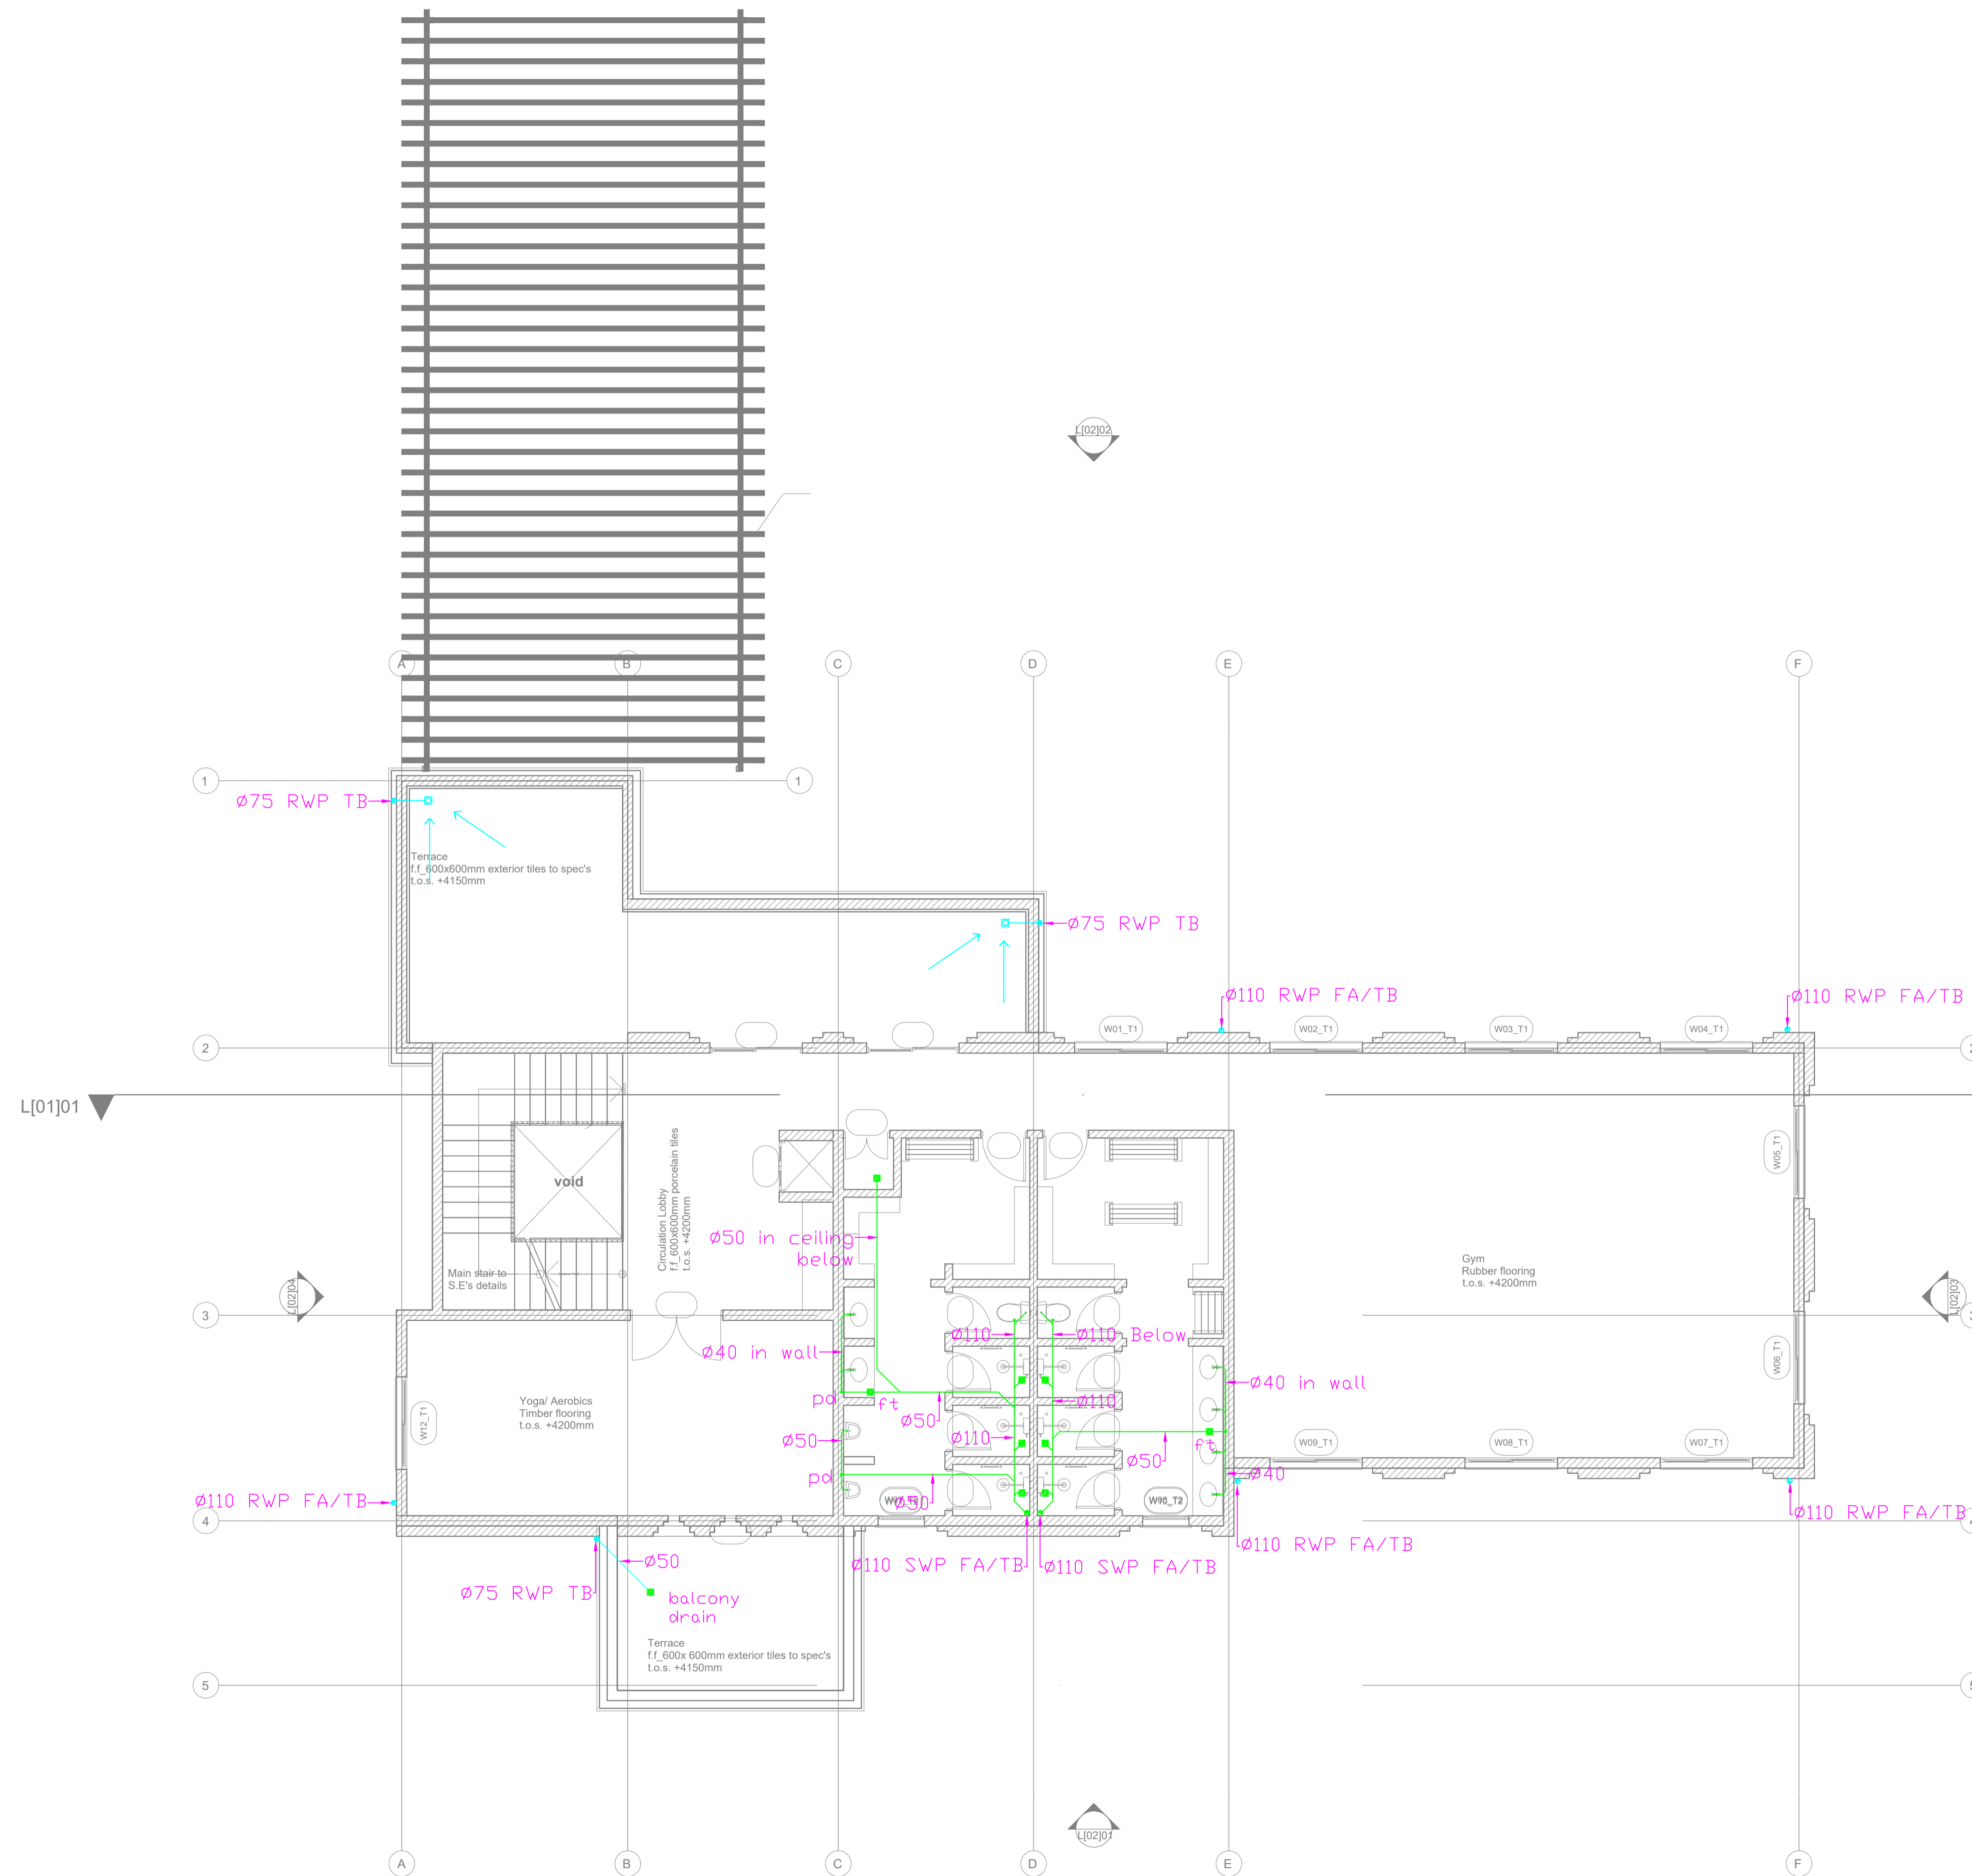 L[02]02
A
B
C
D
E
F
1
1
Ø75 RWP TB
Terrace
f.f_600x600mm exterior tiles to spec's
t.o.s. +4150mm
Ø75 RWP TB
Ø110 RWP FA/TB
Ø110 RWP FA/TB
W01_T1
W02_T1
W03_T1
W04_T1
2
2
L[01]01
void
Circulation Lobby
f.f_600x600mm porcelain tiles
t.o.s. +4200mm
W05_T1
Ø50 in ceiling
below
Gym
Rubber flooring
t.o.s. +4200mm
Main stair to
S.E's details
L[02]04
L[02]03
3
3
Ø110
Ø110 Below
Ø40 in wall
W06_T1
Ø40 in wall
pd
ft
Ø110
Yoga/ Aerobics
Timber flooring
t.o.s. +4200mm
W12_T1
Ø50
Ø50
Ø110
ft
W09_T1
W08_T1
W07_T1
Ø50
pd
Ø40
Ø50
Ø110 RWP FA/TB
Ø110 RWP FA/TB
4
Ø110 RWP FA/TB
Ø50
Ø110 SWP FA/TB
Ø110 SWP FA/TB
Ø75 RWP TB
balcony
drain
Terrace
f.f_600x 600mm exterior tiles to spec's
t.o.s. +4150mm
5
5
L[02]01
A
B
C
D
E
F